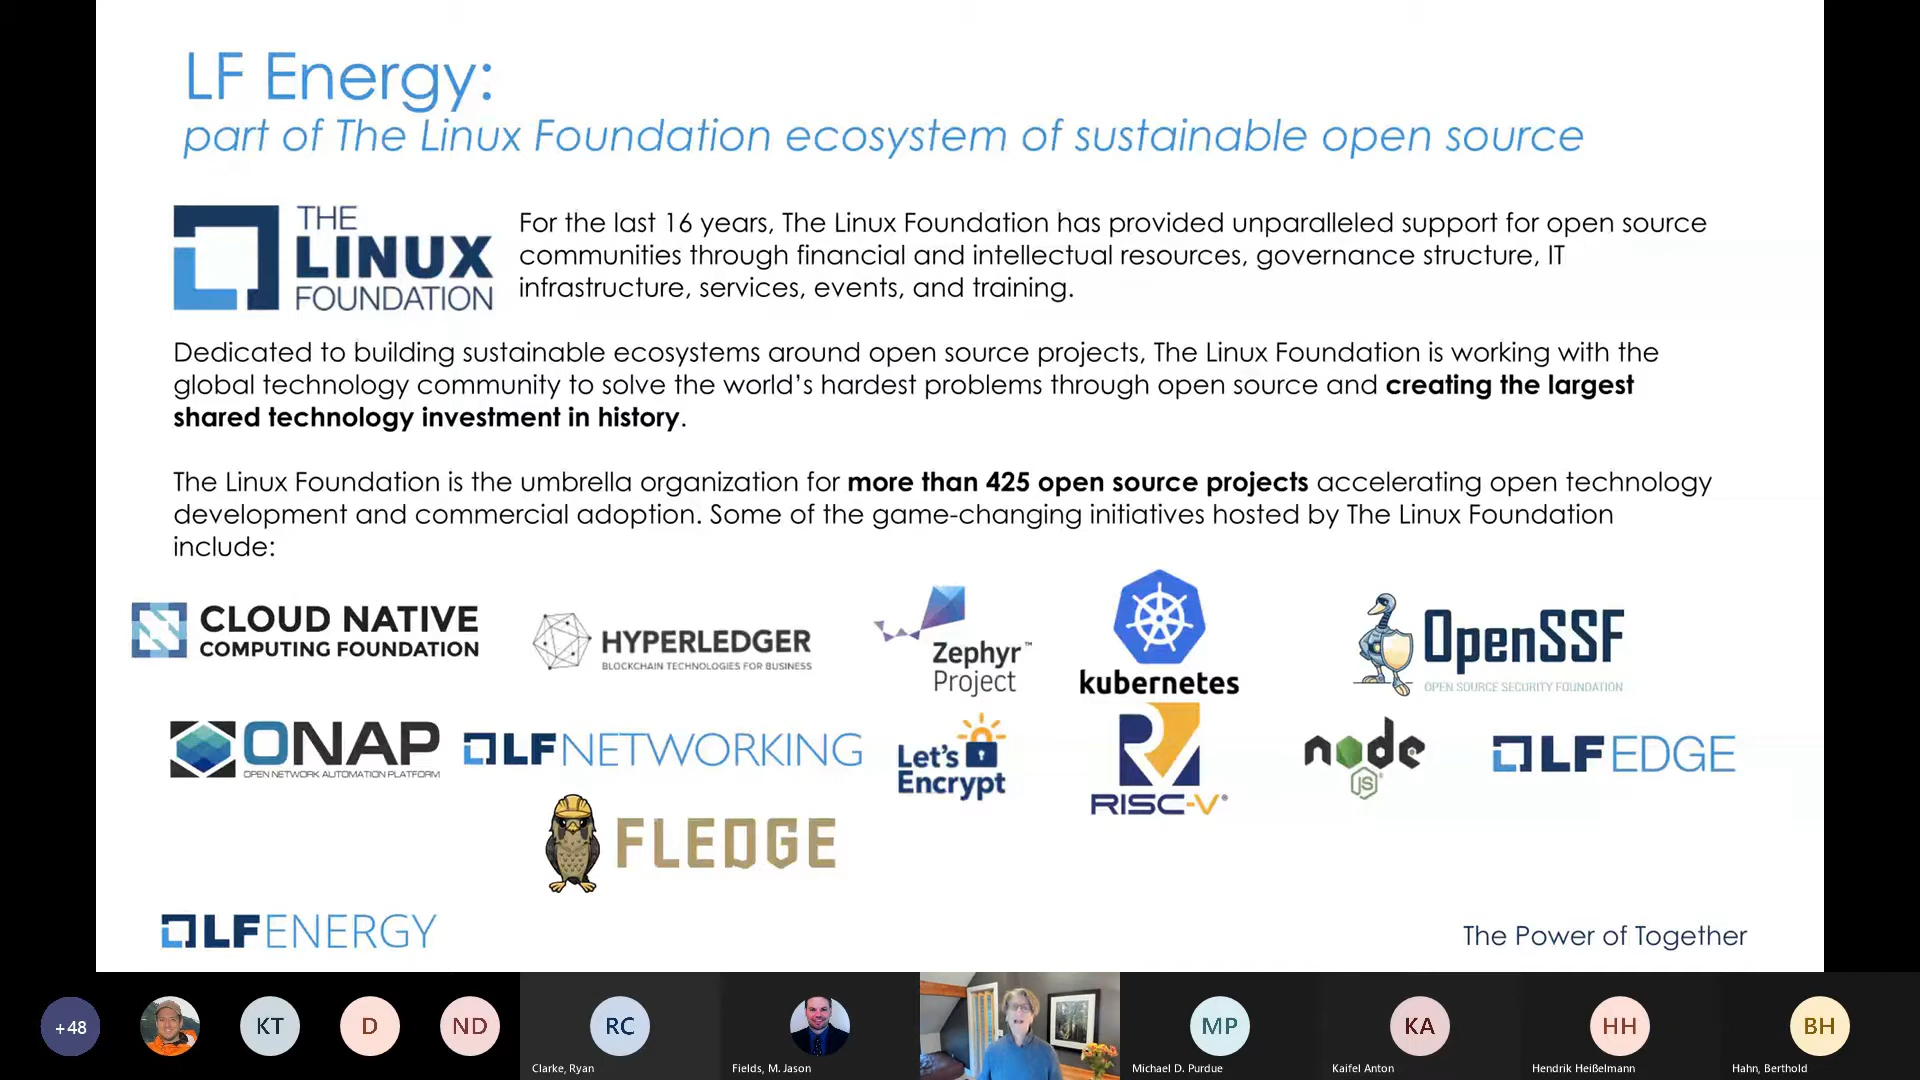 LF Energy:
part of The Linux Foundation ecosystem of sustainable open source
THE
LINUX
FOUNDATION
For the last 16 years, The Linux Foundation has provided unparalleled support for open source
communities through financial and intellectual resources, governance structure, IT
infrastructure, services, events, and training.
Dedicated to building sustainable ecosystems around open source projects, The Linux Foundation is working with the
global technology community to solve the world’s hardest problems through open source and creating the largest
shared technology investment in history.
The Linux Foundation is the umbrella organization for more than 425 open source projects accelerating open technology
development and commercial adoption. Some of the game-changing initiatives hosted by The Linux Foundation
include:
CLOUD NATIVE
COMPUTING FOUNDATION
HYPERLEDGER
BLOCKCHAIN TECHNOLOGIES FOR BUSINESS
Zephyr™
Project
kubernetes
OpenSSF
OPEN SOURCE SECURITY FOUNDATION
ONAP
OPEN NETWORK AUTOMATION PLATFORM
LF NETWORKING
Let's
Encrypt
RISC-V®
node
JS®
LF EDGE
FLEDGE
LF ENERGY
The Power of Together
+48
KT
D
ND
RC
Clarke, Ryan
Fields, M. Jason
MP
Michael D. Purdue
KA
Kaifel Anton
HH
Hendrik Heißelmann
BH
Hahn, Berthold